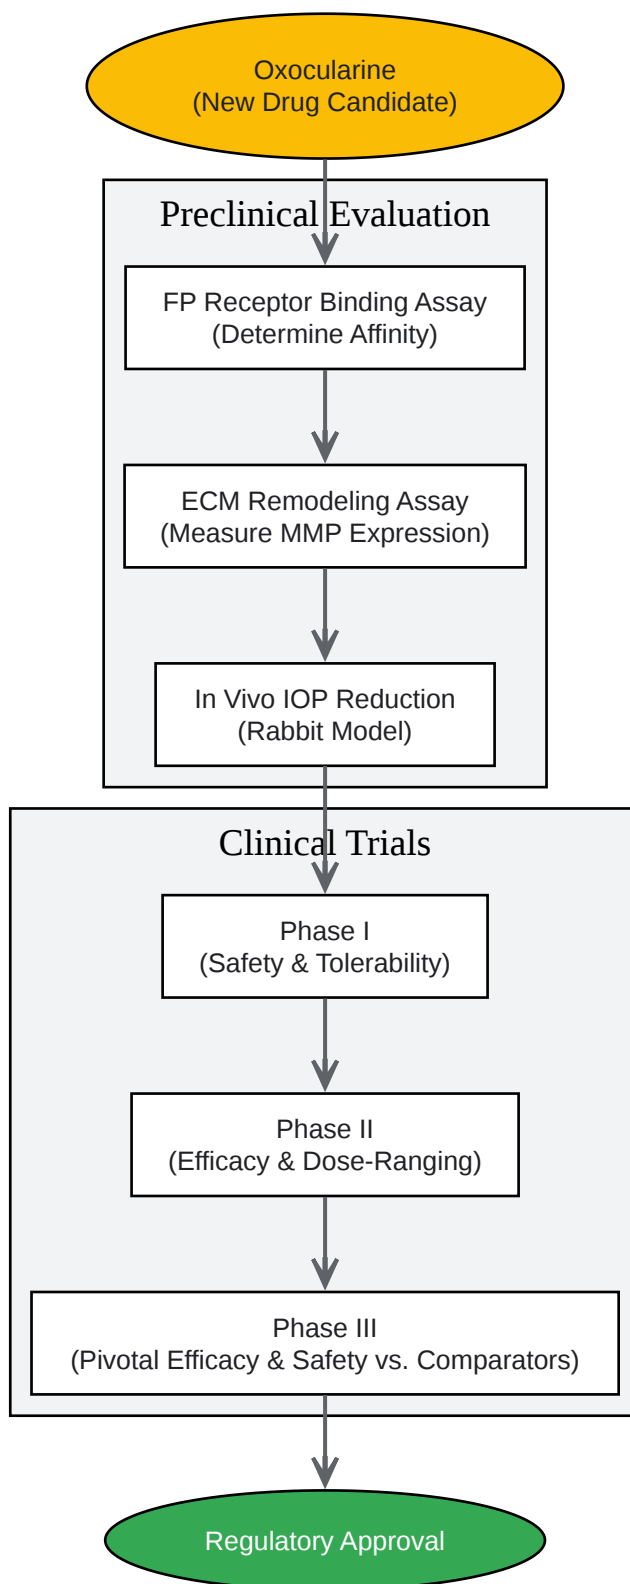 Oxocularine
(New Drug Candidate)
Preclinical Evaluation
FP Receptor Binding Assay
(Determine Affinity)
ECM Remodeling Assay
(Measure MMP Expression)
In Vivo IOP Reduction
(Rabbit Model)
Clinical Trials
Phase I
(Safety & Tolerability)
Phase II
(Efficacy & Dose-Ranging)
Phase III
(Pivotal Efficacy & Safety vs. Comparators)
Regulatory Approval